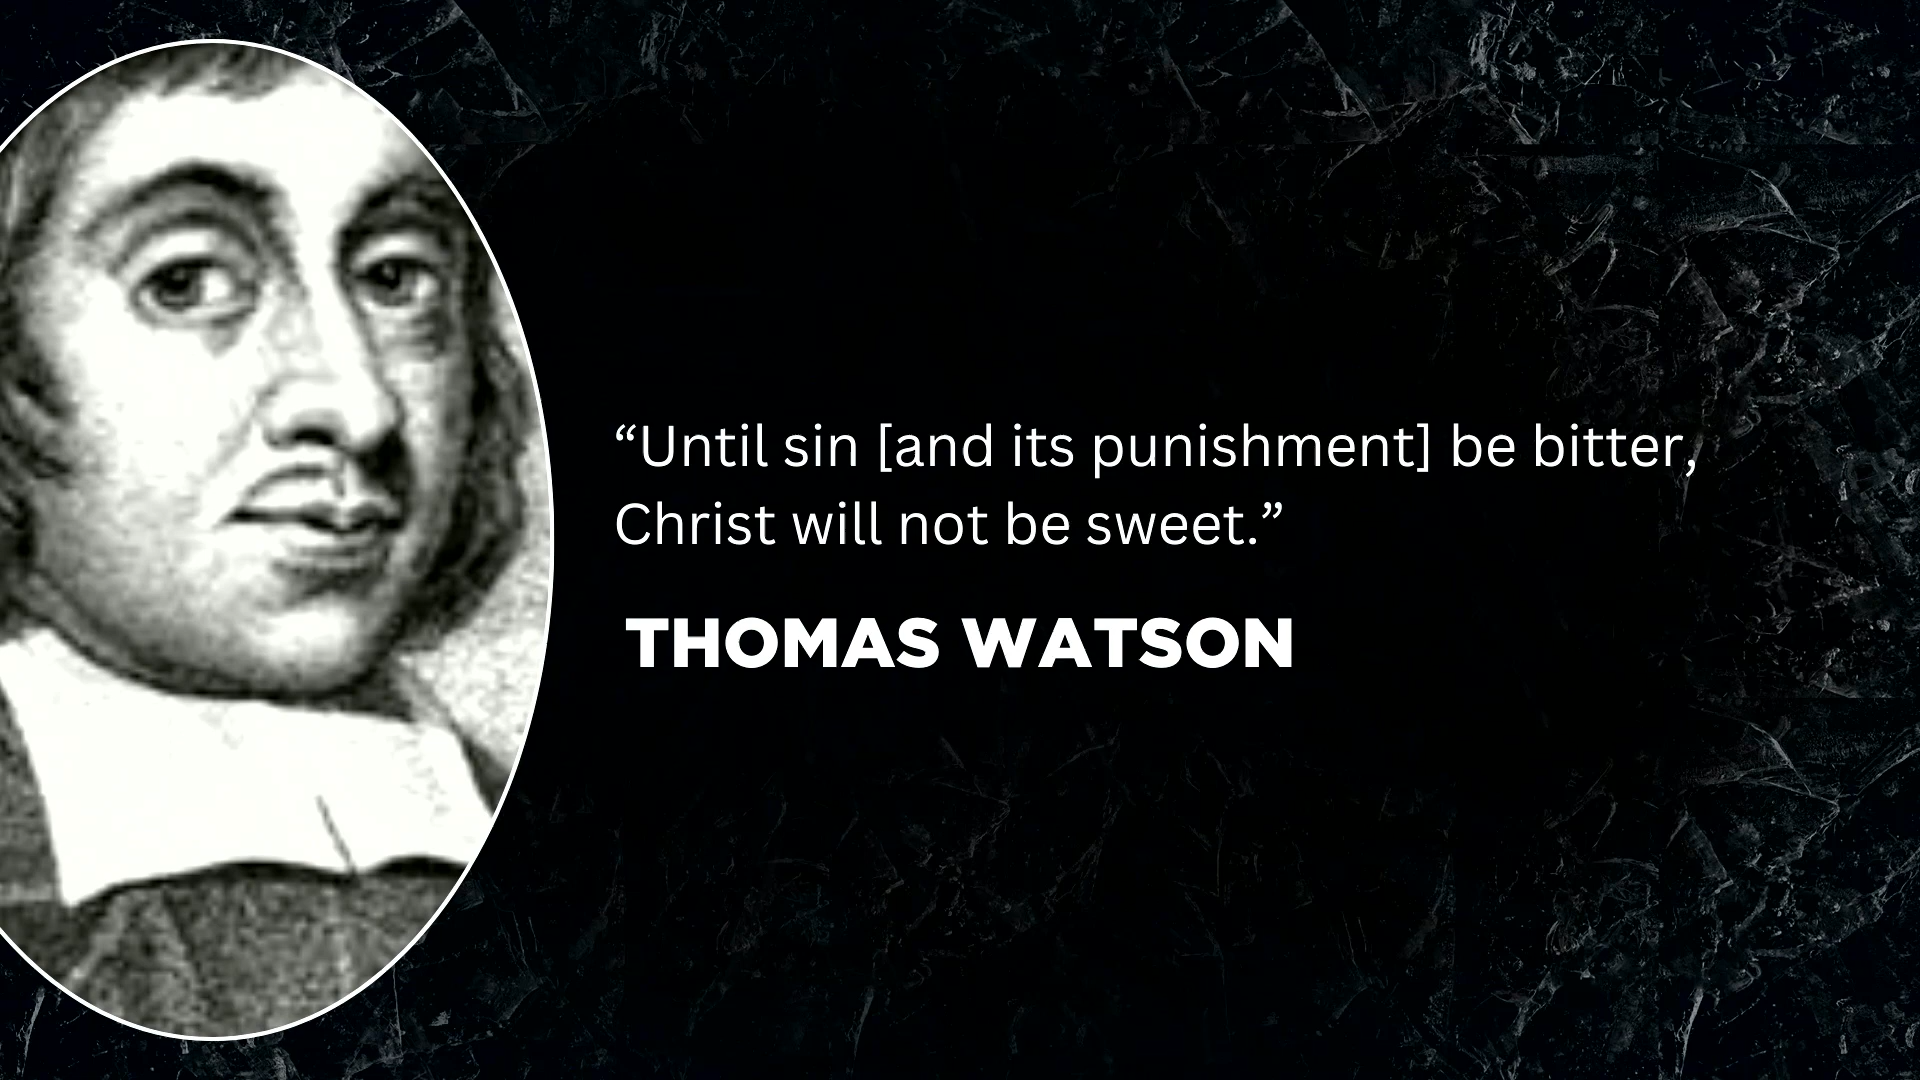 “Until sin [and its punishment] be bitter,
Christ will not be sweet.”
THOMAS WATSON